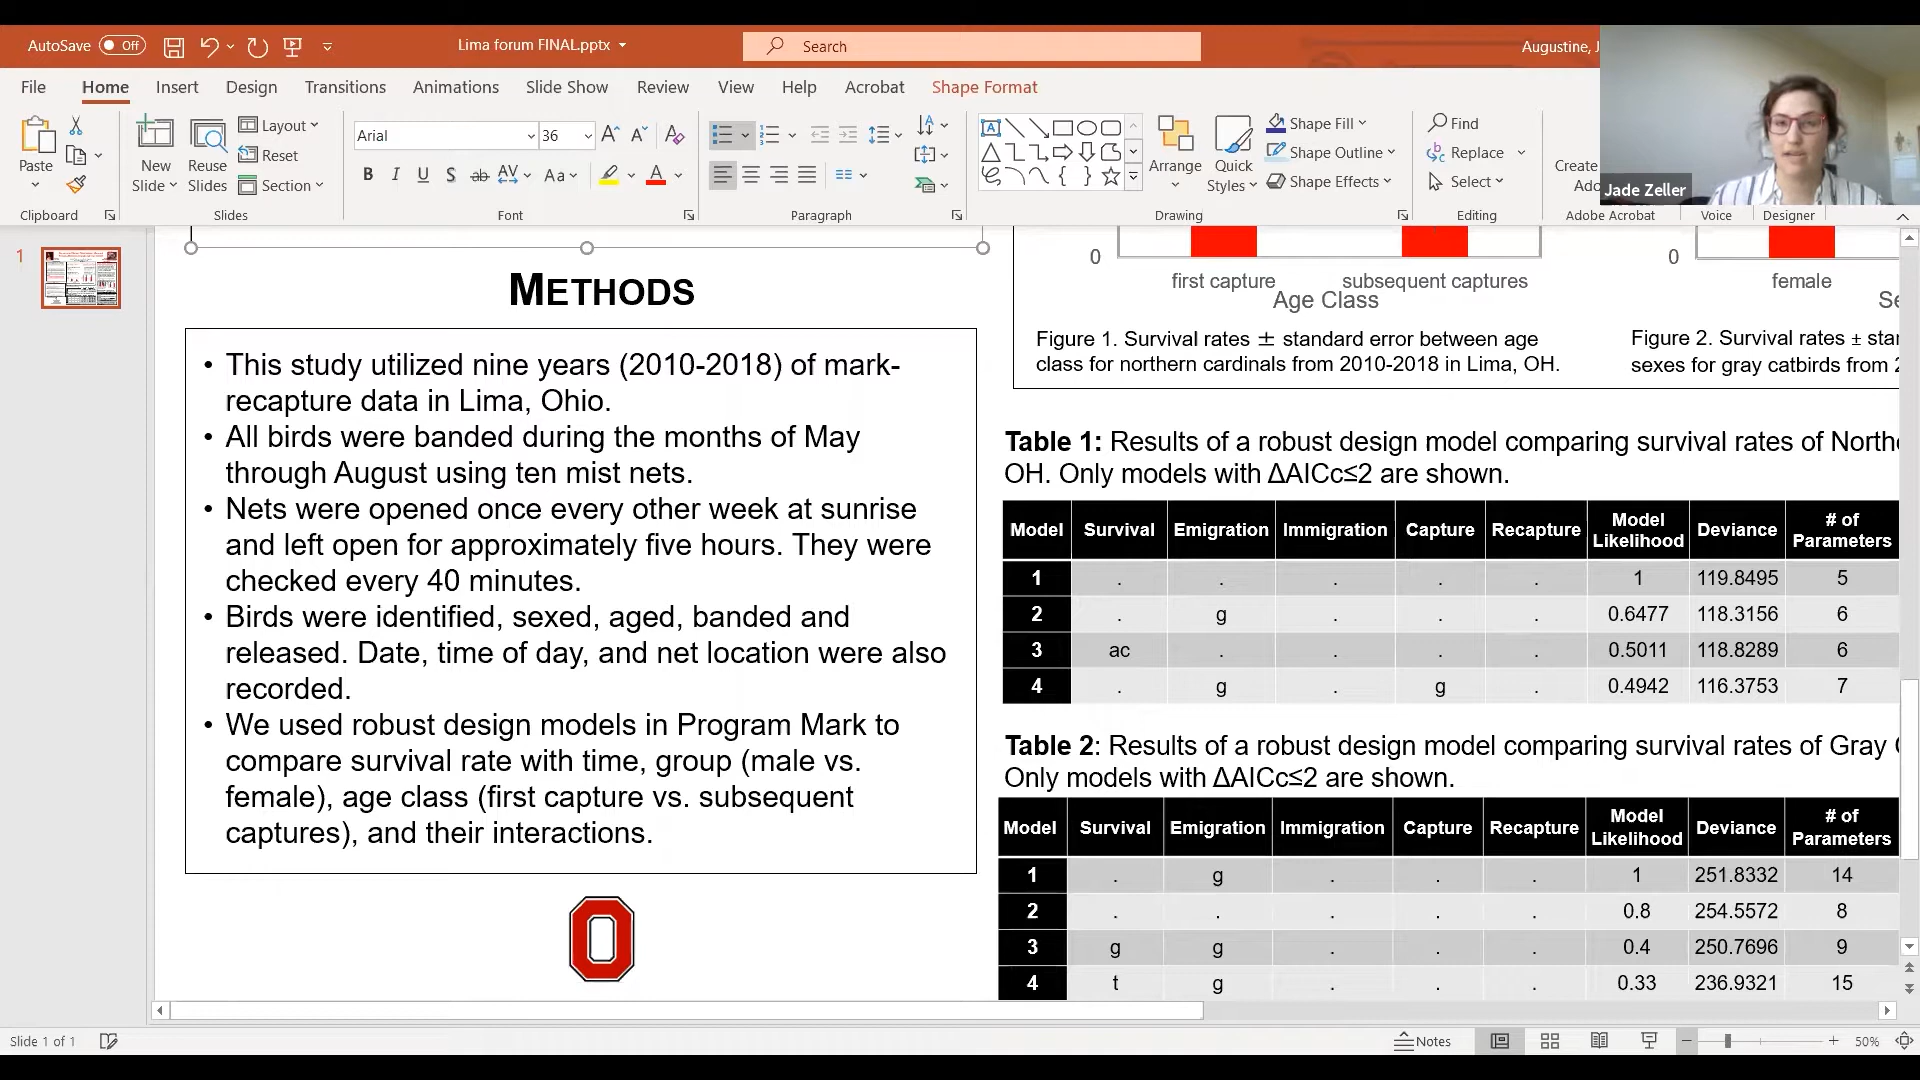 AutoSave Off
Lima forum FINAL.pptx
Search
Augustine, J
File Home Insert Design Transitions Animations Slide Show Review View Help Acrobat Shape Format
Paste
Clipboard
New Slide
Reuse Slides
Layout
Reset
Section
Slides
Arial 36
B I U S ab AV Aa A
Font
Paragraph
Arrange
Quick Styles
Shape Fill
Shape Outline
Shape Effects
Drawing
Find
Replace
Select
Editing
Create
Ado
Adobe Acrobat
Voice
Designer
Jade Zeller
1
METHODS
• This study utilized nine years (2010-2018) of mark-
recapture data in Lima, Ohio.
• All birds were banded during the months of May
through August using ten mist nets.
• Nets were opened once every other week at sunrise
and left open for approximately five hours. They were
checked every 40 minutes.
• Birds were identified, sexed, aged, banded and
released. Date, time of day, and net location were also
recorded.
• We used robust design models in Program Mark to
compare survival rate with time, group (male vs.
female), age class (first capture vs. subsequent
captures), and their interactions.
O
0
first capture subsequent captures
Age Class
Figure 1. Survival rates ± standard error between age
class for northern cardinals from 2010-2018 in Lima, OH.
0
female
Se
Figure 2. Survival rates ± star
sexes for gray catbirds from 2
Table 1: Results of a robust design model comparing survival rates of Northe
OH. Only models with ΔAICc≤2 are shown.
Model Survival Emigration Immigration Capture Recapture Model Likelihood Deviance # of Parameters
1 . . . . . 1 119.8495 5
2 . g . . . 0.6477 118.3156 6
3 ac . . . . 0.5011 118.8289 6
4 . g . g . 0.4942 116.3753 7
Table 2: Results of a robust design model comparing survival rates of Gray C
Only models with ΔAICc≤2 are shown.
Model Survival Emigration Immigration Capture Recapture Model Likelihood Deviance # of Parameters
1 . g . . . 1 251.8332 14
2 . . . . . 0.8 254.5572 8
3 g g . . . 0.4 250.7696 9
4 t g . . . 0.33 236.9321 15
Slide 1 of 1
Notes
50%